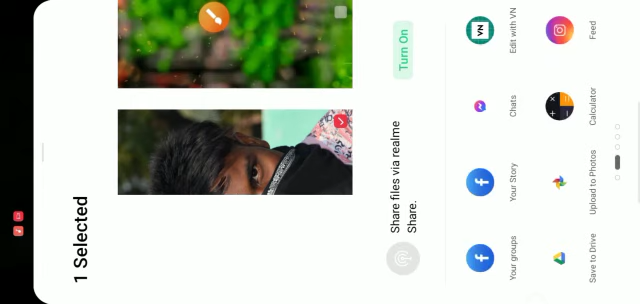 1 Selected
Share files via realme
Share.
Turn On
Your groups
Your Story
Chats
Edit with VN
VN
Save to Drive
Upload to Photos
Calculator
Feed